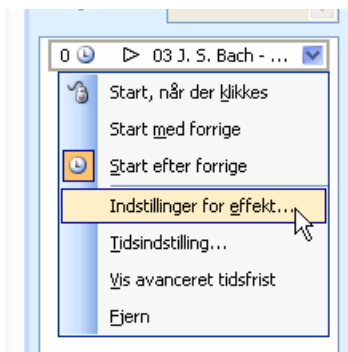 0 03 J. S. Bach - ...
Start, når der klikkes
Start med forrige
Start efter forrige
Indstillinger for effekt...
Tidsindstilling...
Vis avanceret tidsfrist
Fjern